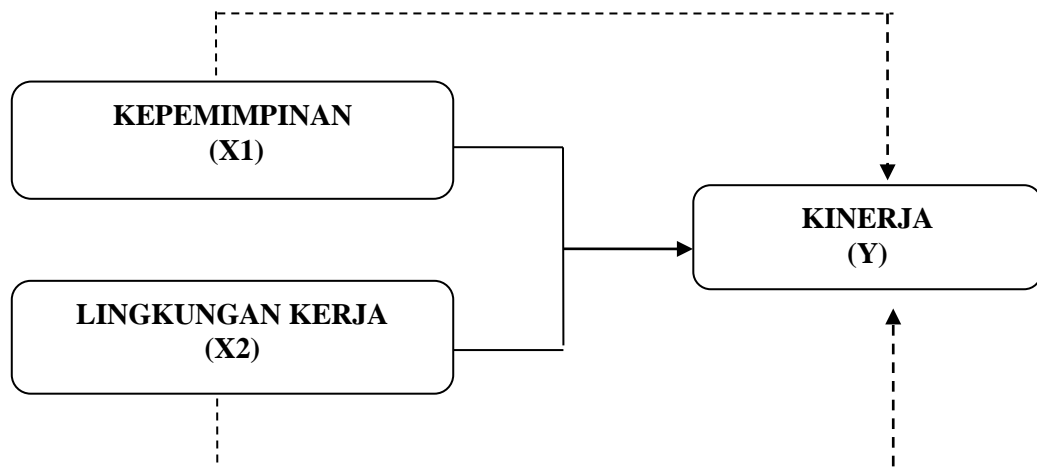 KEPEMIMPINAN
(X1)
KINERJA
(Y)
LINGKUNGAN KERJA
(X2)